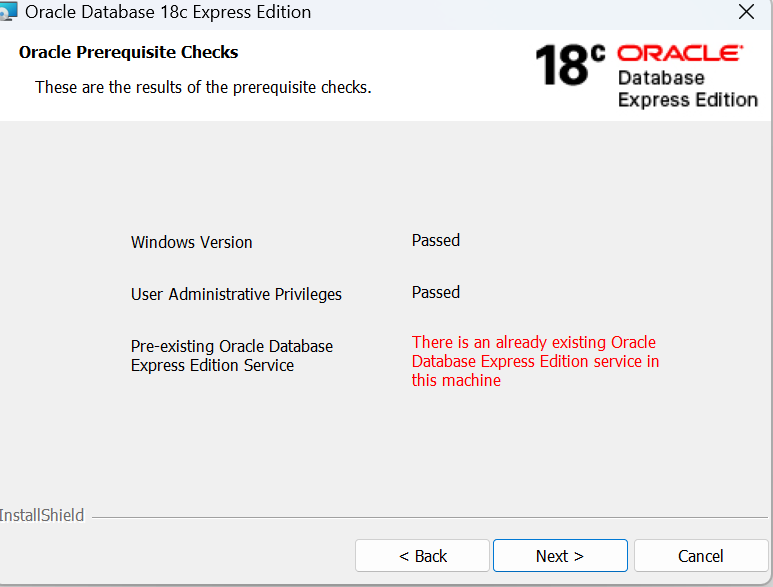 Oracle Database 18c Express Edition
Oracle Prerequisite Checks
These are the results of the prerequisite checks.
18c ORACLE
Database
Express Edition
Windows Version Passed
User Administrative Privileges Passed
Pre-existing Oracle Database
Express Edition Service
There is an already existing Oracle
Database Express Edition service in
this machine
InstallShield
< Back Next > Cancel